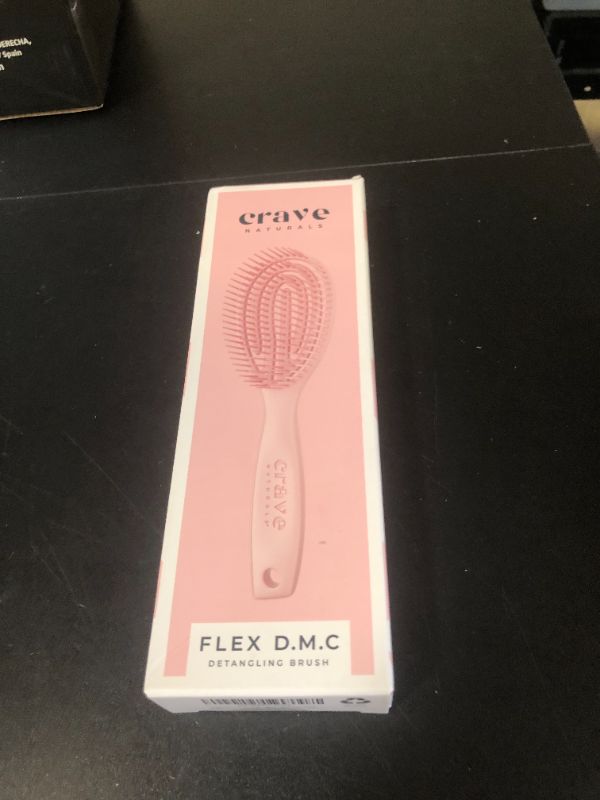 DERECHA,
Spain
crave
NATURALS
crave
NATURALS
FLEX D.M.C
DETANGLING BRUSH